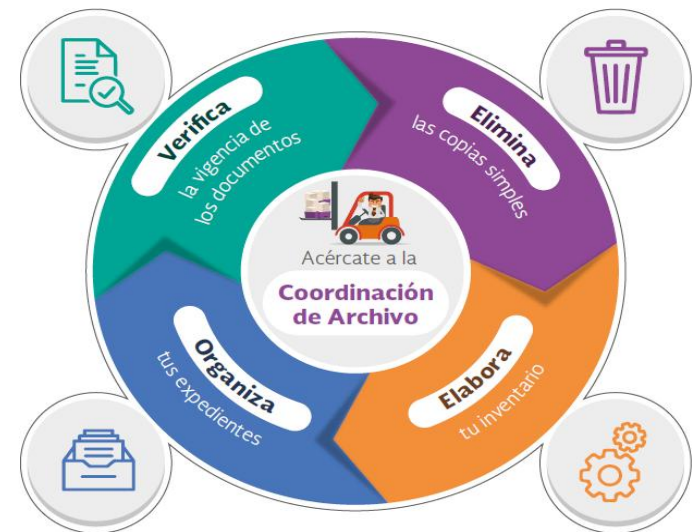 Verifica
la vigencia de
los documentos
Elimina
las copias simples
Acércate a la
Coordinación
de Archivo
Organiza
tus expedientes
Elabora
tu inventario